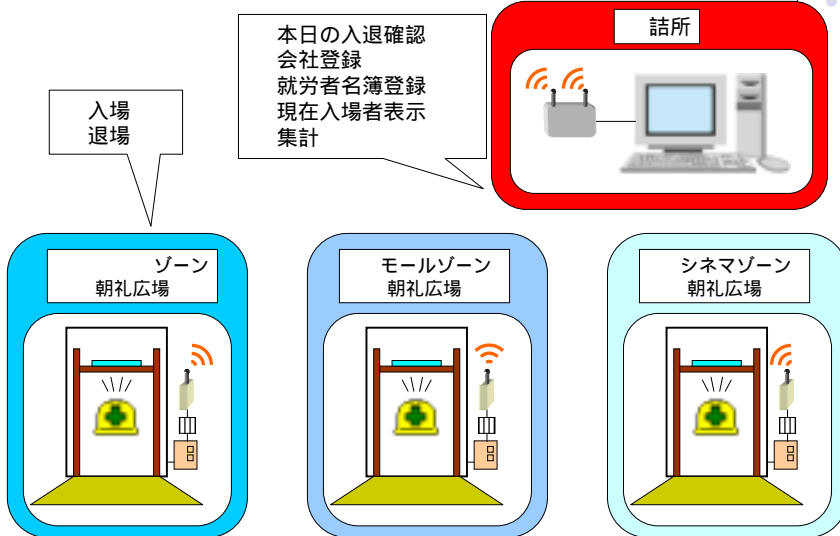 本日の入退確認
会社登録
就労者名簿登録
現在入場者表示
集計
詰所
入場
退場
ゾーン
朝礼広場
モールゾーン
朝礼広場
シネマゾーン
朝礼広場